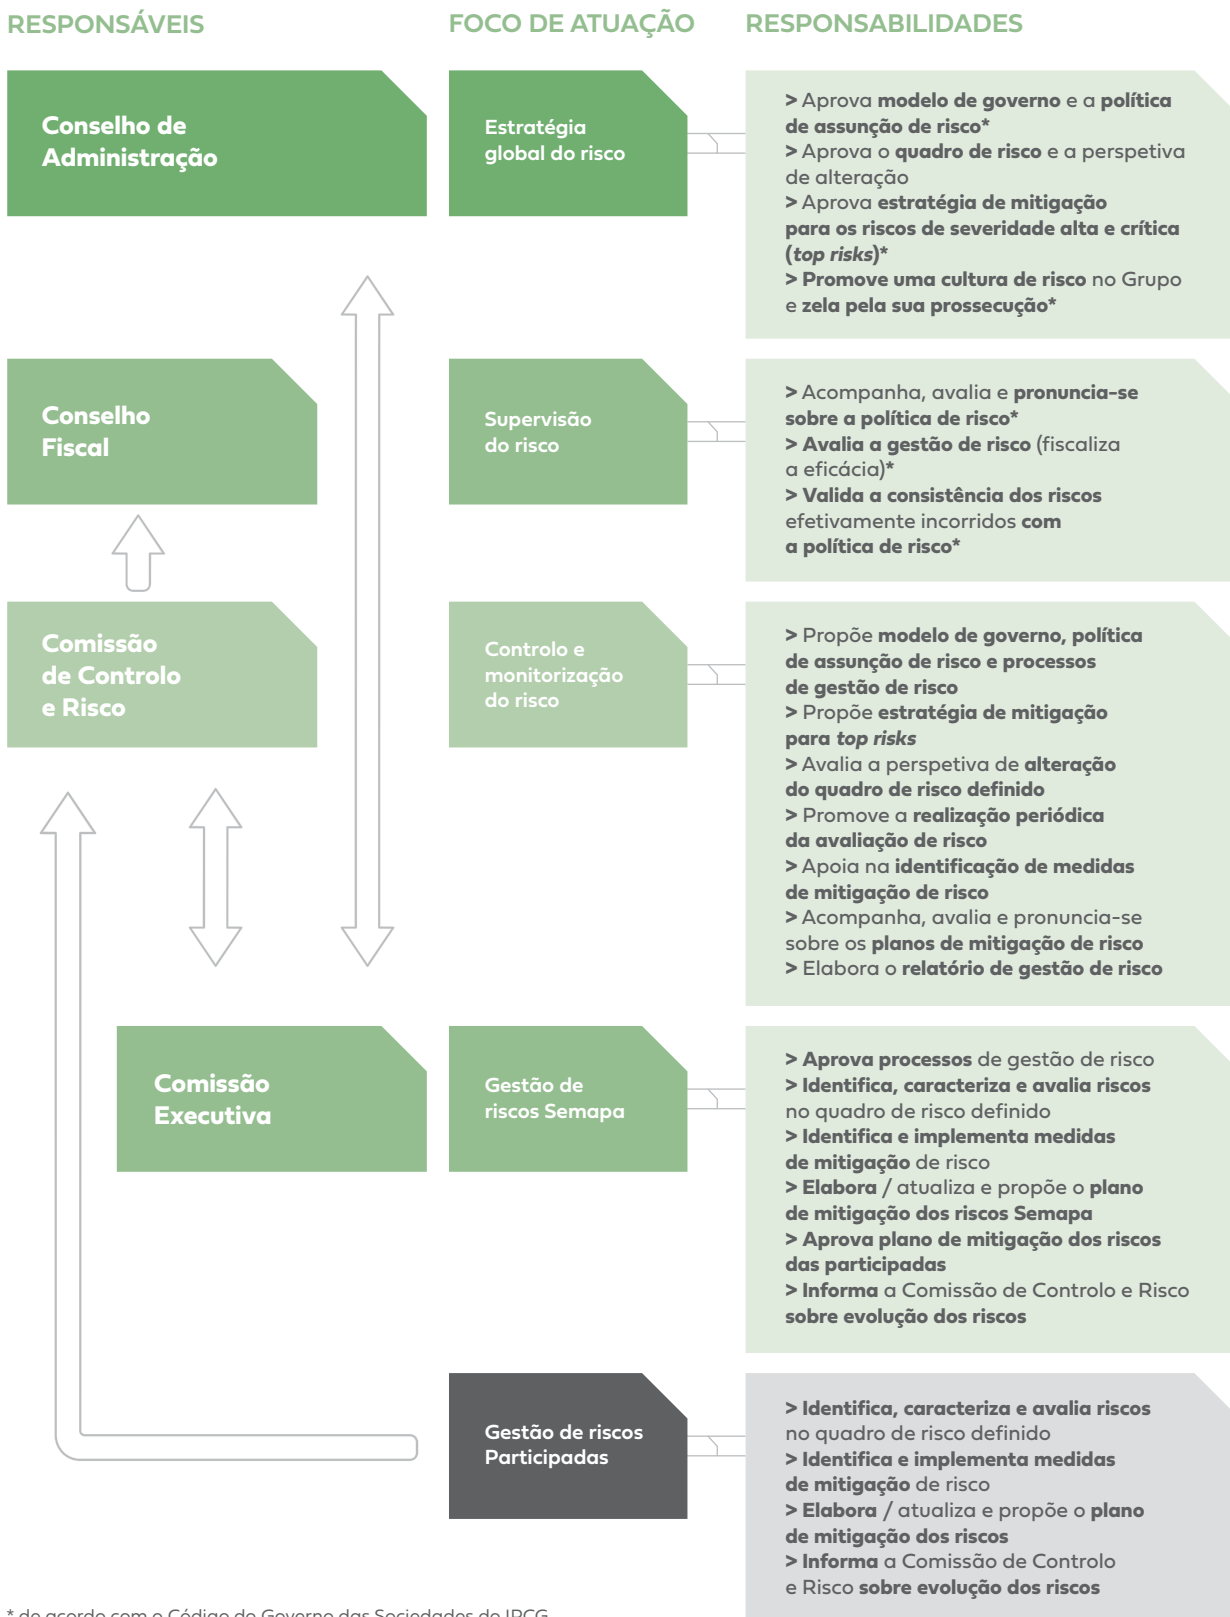 RESPONSÁVEIS
FOCO DE ATUAÇÃO
RESPONSABILIDADES
Conselho de
Administração
Estratégia
global do risco
> Aprova modelo de governo e a política
de assunção de risco*
> Aprova o quadro de risco e a perspetiva
de alteração
> Aprova estratégia de mitigação
para os riscos de severidade alta e crítica
(top risks)*
> Promove uma cultura de risco no Grupo
e zela pela sua prossecução*
Conselho
Fiscal
Supervisão
do risco
> Acompanha, avalia e pronuncia-se
sobre a política de risco*
> Avalia a gestão de risco (fiscaliza
a eficácia)*
> Valida a consistência dos riscos
efetivamente incorridos com
a política de risco*
Comissão
de Controlo
e Risco
Controlo e
monitorização
do risco
> Propõe modelo de governo, política
de assunção de risco e processos
de gestão de risco
> Propõe estratégia de mitigação
para top risks
> Avalia a perspetiva de alteração
do quadro de risco definido
> Promove a realização periódica
da avaliação de risco
> Apoia na identificação de medidas
de mitigação de risco
> Acompanha, avalia e pronuncia-se
sobre os planos de mitigação de risco
> Elabora o relatório de gestão de risco
Comissão
Executiva
Gestão de
riscos Semapa
> Aprova processos de gestão de risco
> Identifica, caracteriza e avalia riscos
no quadro de risco definido
> Identifica e implementa medidas
de mitigação de risco
> Elabora / atualiza e propõe o plano
de mitigação dos riscos Semapa
> Aprova plano de mitigação dos riscos
das participadas
> Informa a Comissão de Controlo e Risco
sobre evolução dos riscos
Gestão de riscos
Participadas
> Identifica, caracteriza e avalia riscos
no quadro de risco definido
> Identifica e implementa medidas
de mitigação de risco
> Elabora / atualiza e propõe o plano
de mitigação dos riscos
> Informa a Comissão de Controlo
e Risco sobre evolução dos riscos
* de acordo com o Código do Governo das Sociedades do IPCG